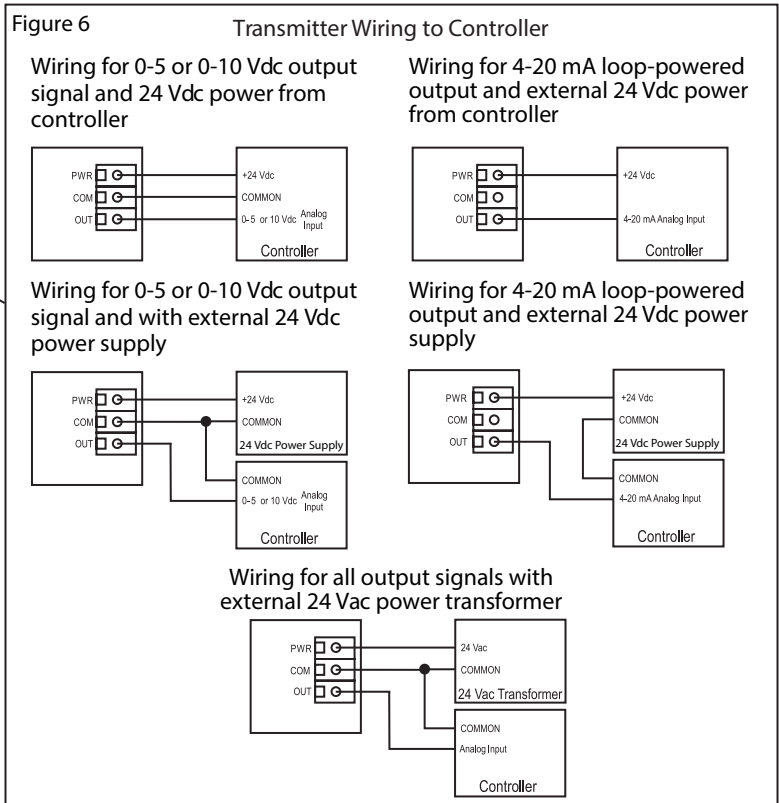 Figure 6
Transmitter Wiring to Controller
Wiring for 0-5 or 0-10 Vdc output
signal and 24 Vdc power from
controller
PWR
COM
OUT
+24 Vdc
COMMON
0-5 or 10 Vdc Analog
Input
Controller
Wiring for 4-20 mA loop-powered
output and external 24 Vdc power
from controller
PWR
COM
OUT
+24 Vdc
4-20 mA Analog Input
Controller
Wiring for 0-5 or 0-10 Vdc output
signal and with external 24 Vdc
power supply
PWR
COM
OUT
+24 Vdc
COMMON
24 Vdc Power Supply
COMMON
0-5 or 10 Vdc Analog
Input
Controller
Wiring for 4-20 mA loop-powered
output and external 24 Vdc power
supply
PWR
COM
OUT
+24 Vdc
COMMON
24 Vdc Power Supply
COMMON
4-20 mA Analog Input
Controller
Wiring for all output signals with
external 24 Vac power transformer
PWR
COM
OUT
24 Vac
COMMON
24 Vac Transformer
COMMON
Analog Input
Controller